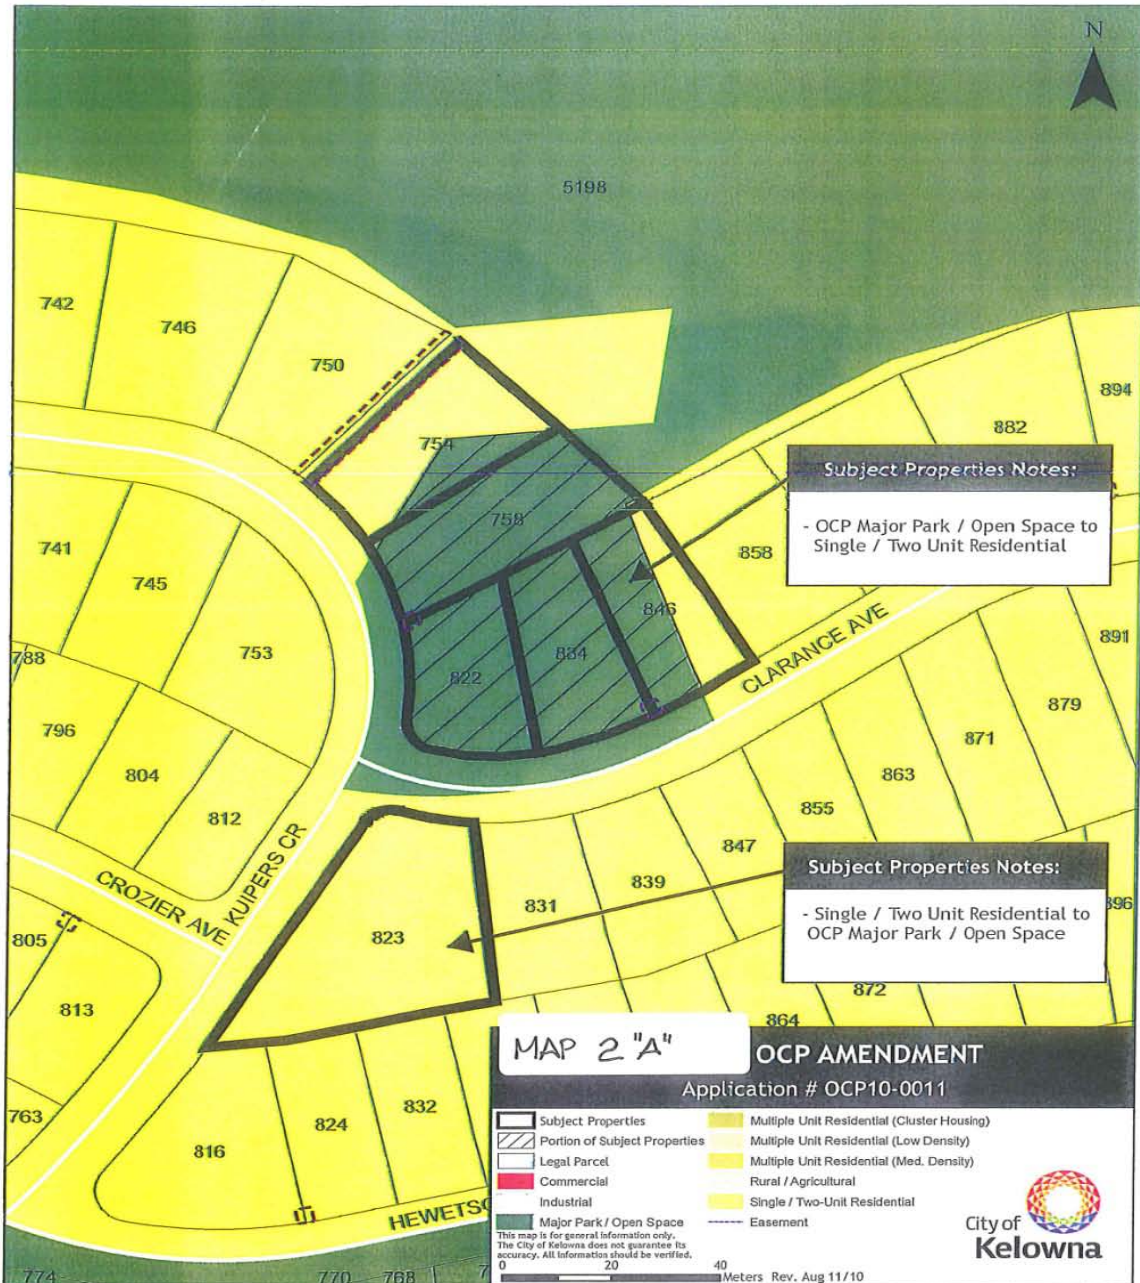 N
5198
742
746
750
754
894
882
Subject Properties Notes:
- OCP Major Park / Open Space to
Single / Two Unit Residential
758
858
741
745
846
834
822
753
788
796
804
812
CLARANCE AVE
891
879
871
863
855
847
839
831
823
CROZIER AVE
KUIPERS CR
Subject Properties Notes:
- Single / Two Unit Residential to
OCP Major Park / Open Space
896
872
864
805
813
763
816
824
832
MAP 2 "A"
OCP AMENDMENT
Application # OCP10-0011
Subject Properties
Portion of Subject Properties
Legal Parcel
Commercial
Industrial
Major Park / Open Space
Multiple Unit Residential (Cluster Housing)
Multiple Unit Residential (Low Density)
Multiple Unit Residential (Med. Density)
Rural / Agricultural
Single / Two-Unit Residential
Easement
This map is for general information only.
The City of Kelowna does not guarantee its
accuracy. All information should be verified.
0 20 40
Meters Rev. Aug 11/10
City of
Kelowna
HEWETSO
774
770
768